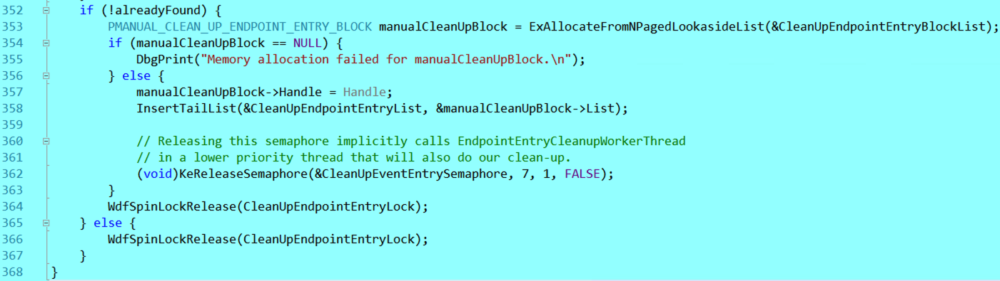 352 if (!alreadyFound) {
353 PMANUAL_CLEAN_UP_ENDPOINT_ENTRY_BLOCK manualCleanUpBlock = ExAllocateFromNPagedLookasideList(&CleanUpEndpointEntryBlockList);
354 if (manualCleanUpBlock == NULL) {
355 DbgPrint("Memory allocation failed for manualCleanUpBlock.\n");
356 } else {
357 manualCleanUpBlock->Handle = Handle;
358 InsertTailList(&CleanUpEndpointEntryList, &manualCleanUpBlock->List);
359
360 // Releasing this semaphore implicitly calls EndpointEntryCleanupWorkerThread
361 // in a lower priority thread that will also do our clean-up.
362 (void)KeReleaseSemaphore(&CleanUpEventEntrySemaphore, 7, 1, FALSE);
363 }
364 WdfSpinLockRelease(CleanUpEndpointEntryLock);
365 } else {
366 WdfSpinLockRelease(CleanUpEndpointEntryLock);
367 }
368 }